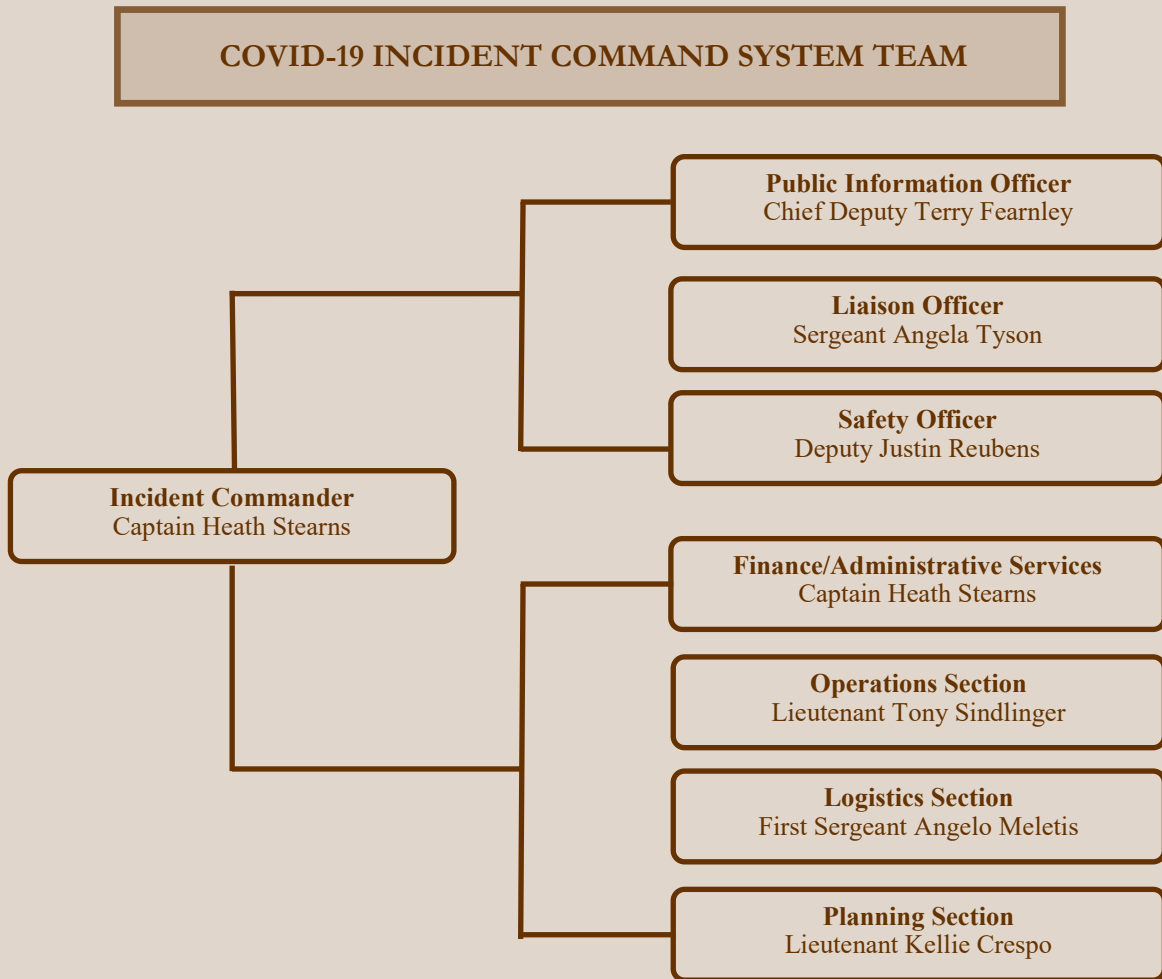 COVID-19 INCIDENT COMMAND SYSTEM TEAM
Public Information Officer
Chief Deputy Terry Fearnley
Liaison Officer
Sergeant Angela Tyson
Safety Officer
Deputy Justin Reubens
Incident Commander
Captain Heath Stearns
Finance/Administrative Services
Captain Heath Stearns
Operations Section
Lieutenant Tony Sindlinger
Logistics Section
First Sergeant Angelo Meletis
Planning Section
Lieutenant Kellie Crespo